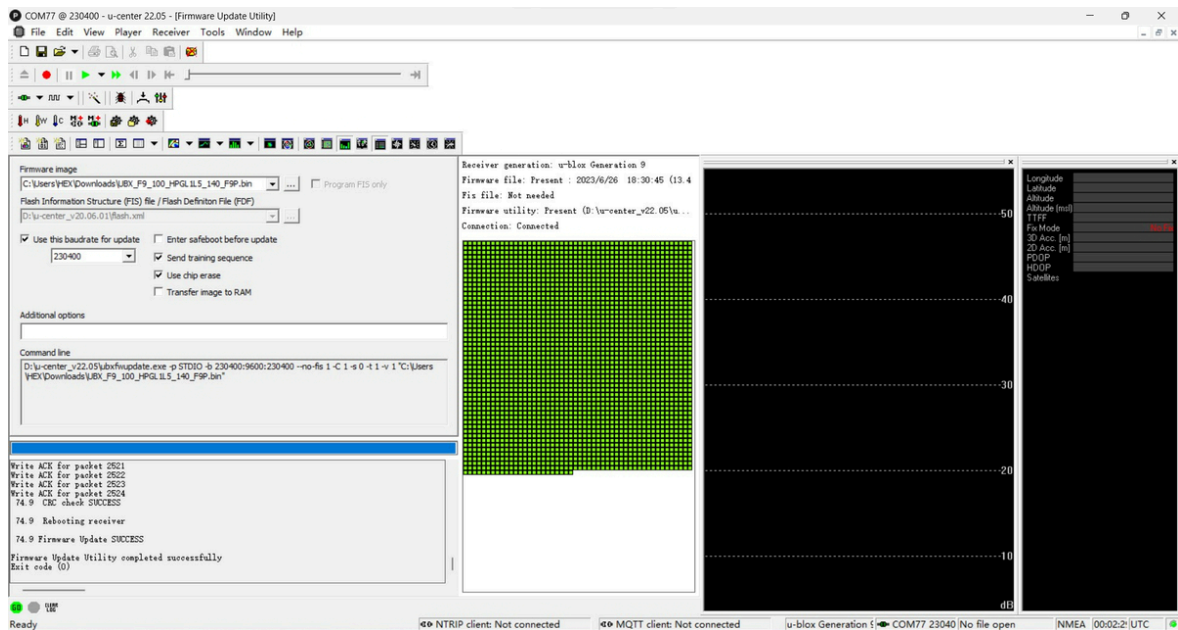 COM77 @ 230400 - u-center 22.05 - [Firmware Update Utility]
File Edit View Player Receiver Tools Window Help
Firmware image
C:\Users\HEX\Downloads\UBX_F9_100_HPGL1L5_140_F9P.bin
...
Program FIS only
Flash Information Structure (FIS) file / Flash Definiton File (FDF)
D:\u-center_v20.06.01\flash.xml
...
Use this baudrate for update
Enter safeboot before update
230400
Send training sequence
Use chip erase
Transfer image to RAM
Additional options
Command line
D:\u-center_v22.05\ubxfwupdate.exe -p STDIO -b 230400:9600:230400 --no-fis 1 -C 1 -s 0 -t 1 -v 1 "C:\Users
\HEX\Downloads\UBX_F9_100_HPGL1L5_140_F9P.bin"
Write ACK for packet 2521
Write ACK for packet 2522
Write ACK for packet 2523
Write ACK for packet 2524
74.9 CRC check SUCCESS
74.9 Rebooting receiver
74.9 Firmware Update SUCCESS
Firmware Update Utility completed successfully
Exit code (0)
Receiver generation: u-blox Generation 9
Firmware file: Present : 2023/6/26 18:30:45 (13.4
Fis file: Not needed
Firmware utility: Present (D:\u-center_v22.05\u...
Connection: Connected
50
40
30
20
10
dB
Longitude
Latitude
Altitude
Altitude (msl)
TTFF
Fix Mode
3D Acc. [m]
2D Acc. [m]
PDOP
HDOP
Satellites
GO
CLEAR
LOG
Ready
NTRIP client: Not connected
MQTT client: Not connected
u-blox Generation
COM77 23040
No file open
NMEA
00:02:2
UTC